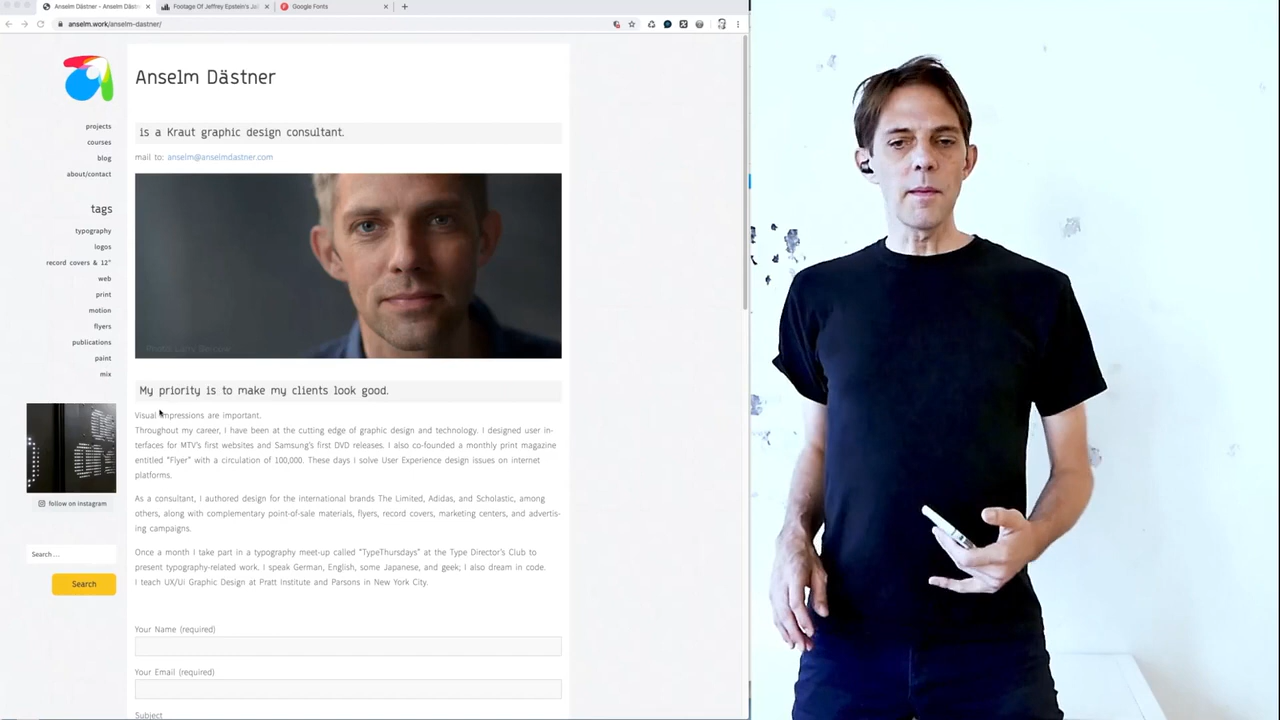 Anselm Dästner - Anselm Däst
Footage Of Jeffrey Epstein's Jai
Google Fonts
anselm.work/anselm-dastner/
Anselm Dästner
is a Kraut graphic design consultant.
mail to: anselm@anselmdastner.com
projects
courses
blog
about/contact
tags
typography
logos
record covers & 12"
web
print
motion
flyers
publications
paint
mix
follow on Instagram
Search …
Search
My priority is to make my clients look good.
Visual impressions are important.
Throughout my career, I have been at the cutting edge of graphic design and technology. I designed user in-
terfaces for MTV's first websites and Samsung's first DVD releases. I also co-founded a monthly print magazine
entitled "Flyer" with a circulation of 100,000. These days I solve User Experience design issues on internet
platforms.
As a consultant, I authored design for the international brands The Limited, Adidas, and Scholastic, among
others, along with complementary point-of-sale materials, flyers, record covers, marketing centers, and advertis-
ing campaigns.
Once a month I take part in a typography meet-up called "TypeThursdays" at the Type Director's Club to
present typography-related work. I speak German, English, some Japanese, and geek; I also dream in code.
I teach UX/UI Graphic Design at Pratt Institute and Parsons in New York City.
Your Name (required)
Your Email (required)
Subject